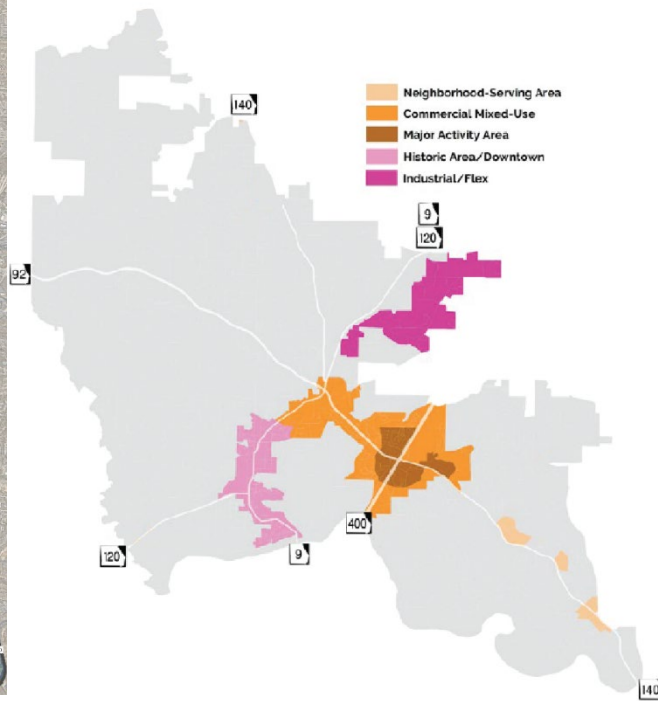 140
Neighborhood-Serving Area
Commercial Mixed-Use
Major Activity Area
Historic Area/Downtown
Industrial/Flex
9
120
92
400
120
9
140